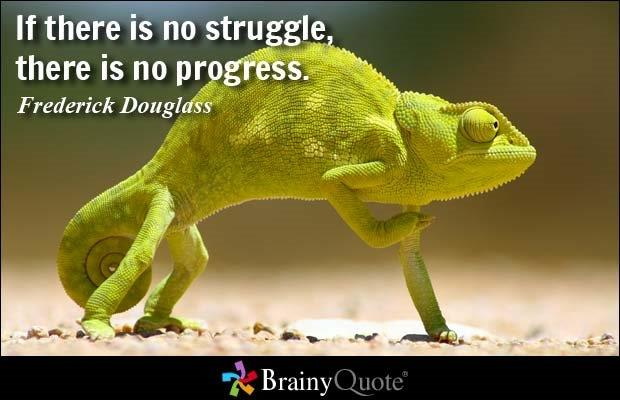 If there is no struggle,
there is no progress.
Frederick Douglass
BrainyQuote®